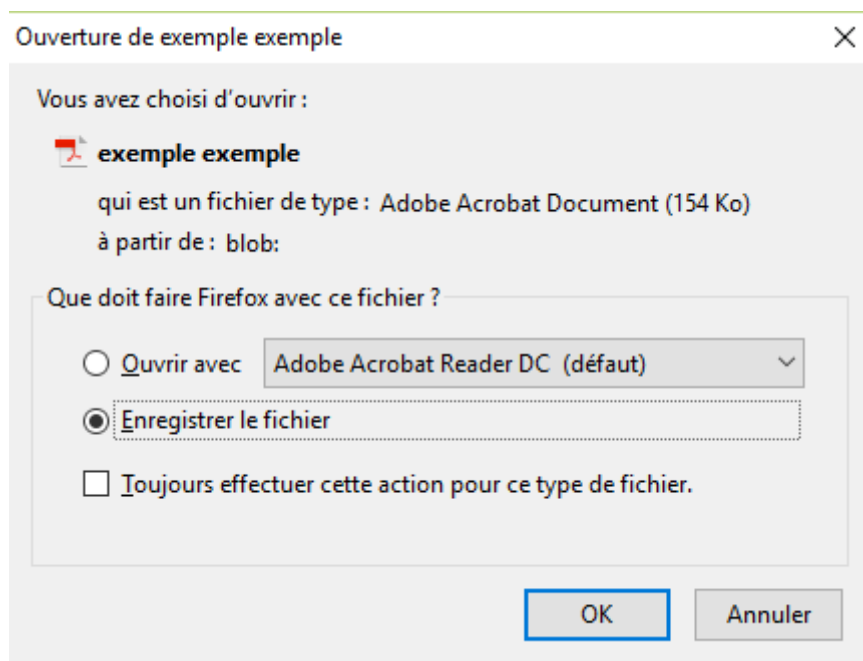 Ouverture de exemple exemple
Vous avez choisi d'ouvrir :
exemple exemple
qui est un fichier de type : Adobe Acrobat Document (154 Ko)
à partir de : blob:
Que doit faire Firefox avec ce fichier ?
Ouvrir avec Adobe Acrobat Reader DC (défaut)
Enregistrer le fichier
Toujours effectuer cette action pour ce type de fichier.
OK Annuler